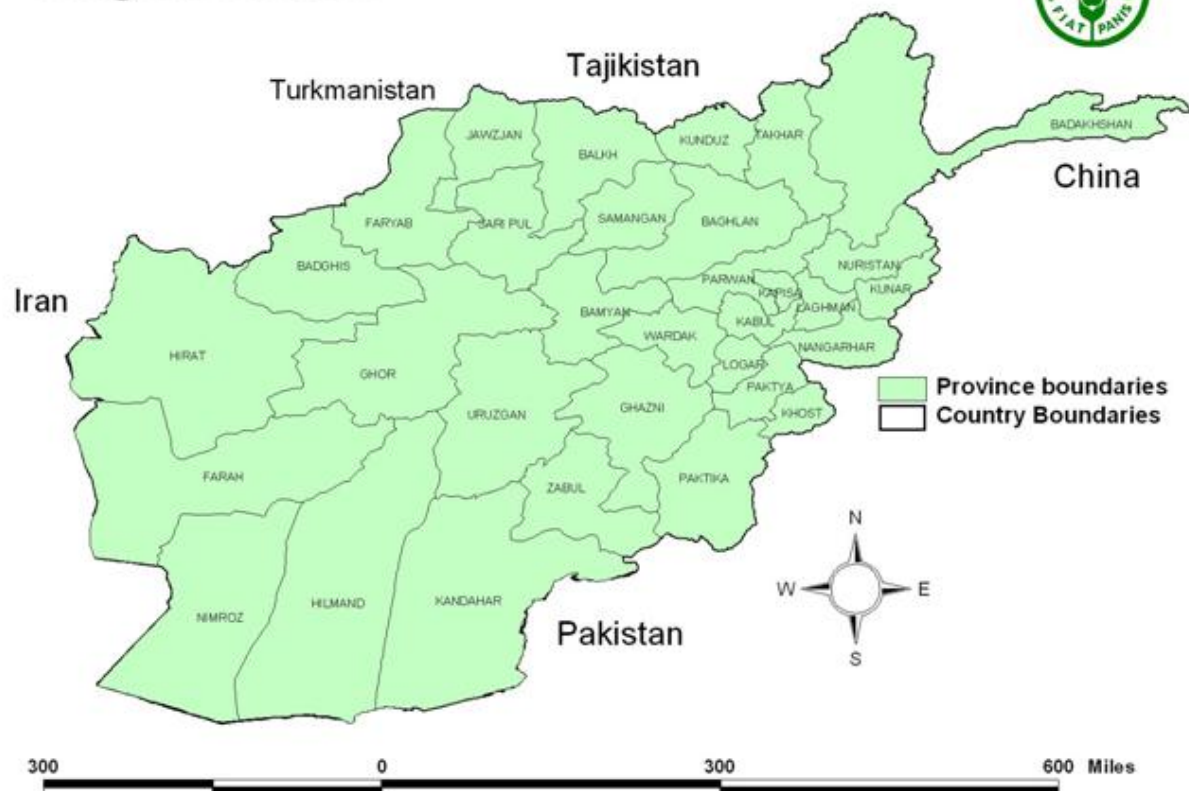 FIAT PANIS
Tajikistan
Turkmanistan
JAWZJAN
BALKH
KUNDUZ
TAKHAR
BADAKHSHAN
China
FARYAB
SARI PUL
SAMANGAN
BAGHLAN
BADGHIS
NURISTAN
PARWAN
KAPISA
KUNAR
Iran
BAMYAN
LAGHMAN
KABUL
WARDAK
HIRAT
NANGARHAR
GHOR
LOGAR
PAKTYA
Province boundaries
URUZGAN
GHAZNI
KHOST
Country Boundaries
FARAH
ZABUL
PAKTIKA
N
W E
S
NIMROZ
HILMAND
KANDAHAR
Pakistan
300 0 300 600 Miles